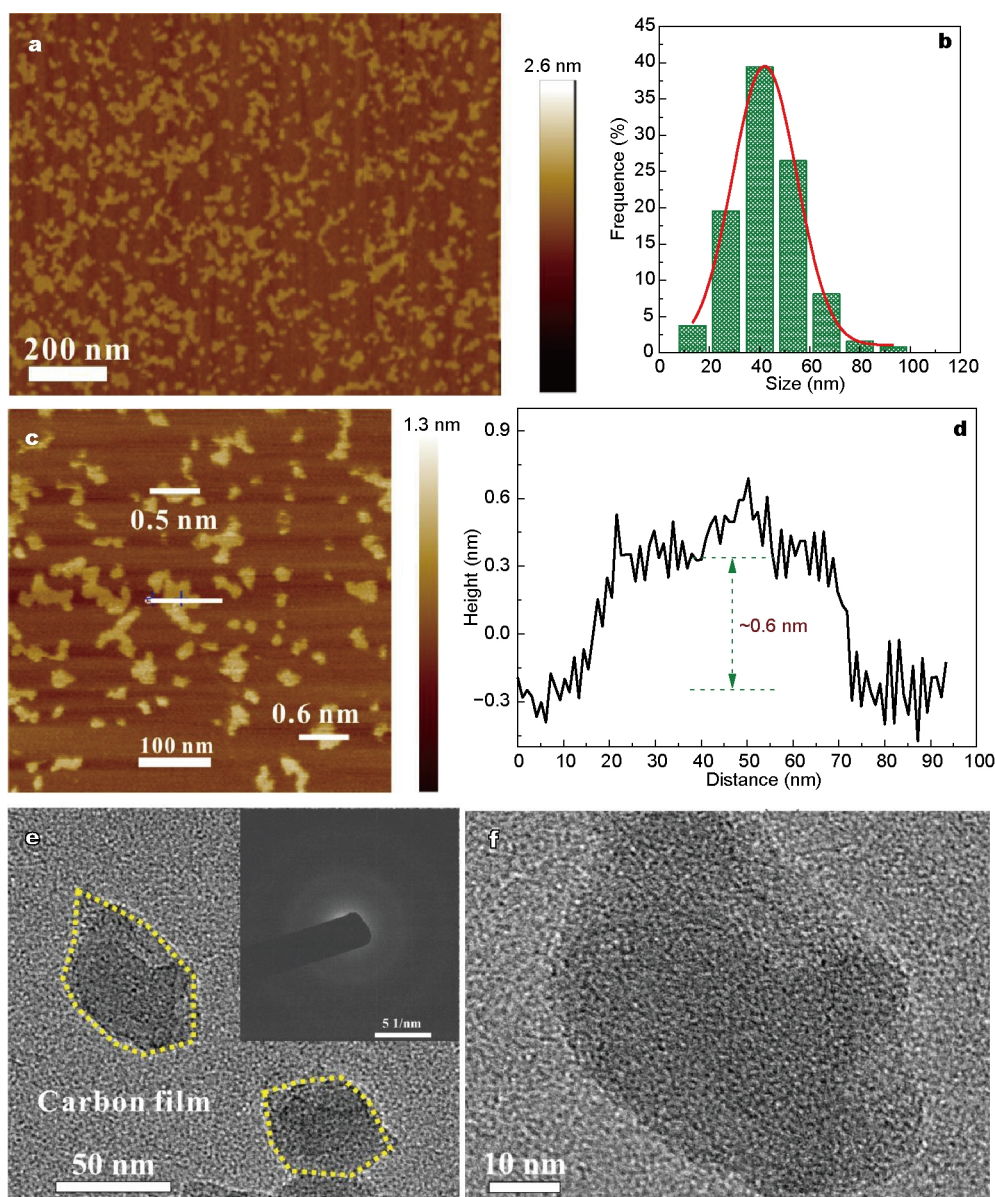 a
200 nm
2.6 nm
b
45
40
35
30
25
20
15
10
5
0
Frequence (%)
0 20 40 60 80 100 120
Size (nm)
c
0.5 nm
0.6 nm
100 nm
1.3 nm
d
0.9
0.6
0.3
0.0
−0.3
Height (nm)
~0.6 nm
0 10 20 30 40 50 60 70 80 90 100
Distance (nm)
e
5 1/nm
Carbon film
50 nm
f
10 nm